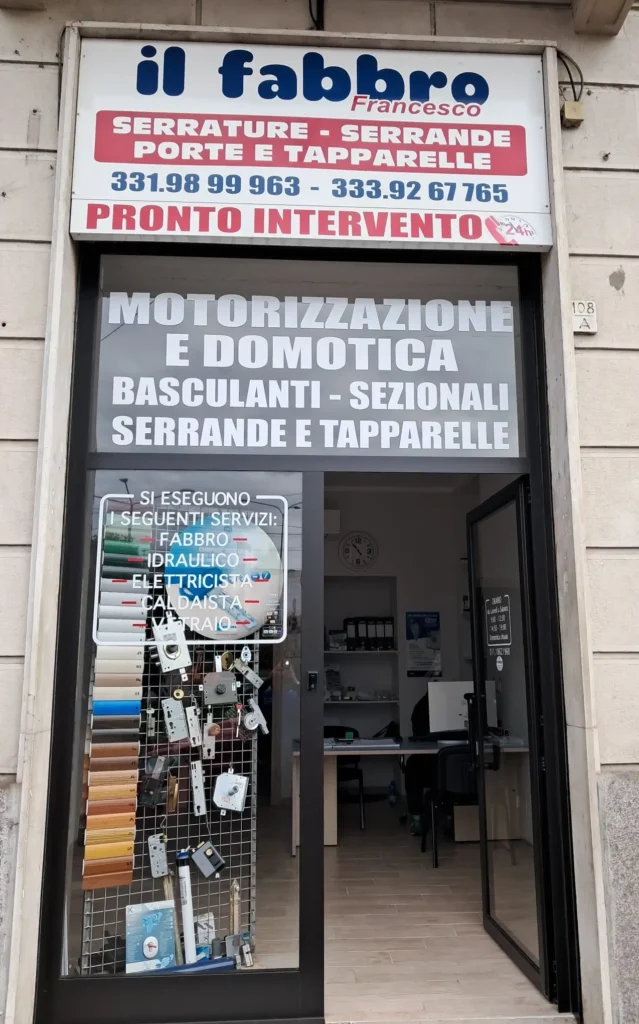 il fabbro
Francesco
SERRATURE - SERRANDE
PORTE E TAPPARELLE
331.98 99 963 - 333.92 67 765
PRONTO INTERVENTO
24h
108
A
MOTORIZZAZIONE
E DOMOTICA
BASCULANTI - SEZIONALI
SERRANDE E TAPPARELLE
SI ESEGUONO
I SEGUENTI SERVIZI:
FABBRO
IDRAULICO
ELETTRICISTA
CALDAISTA
VETRAIO